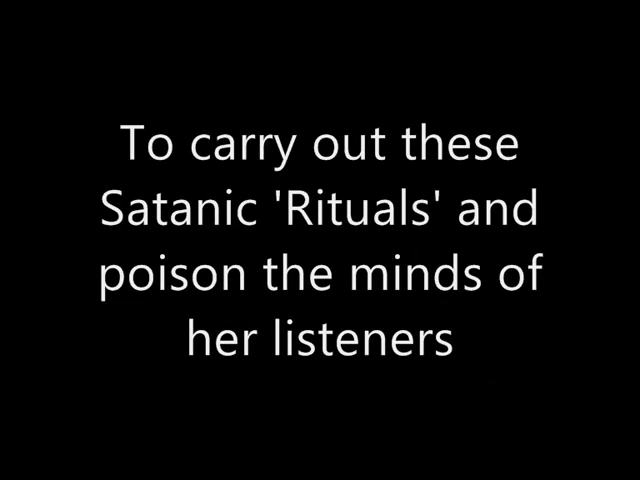 To carry out these
Satanic 'Rituals' and
poison the minds of
her listeners